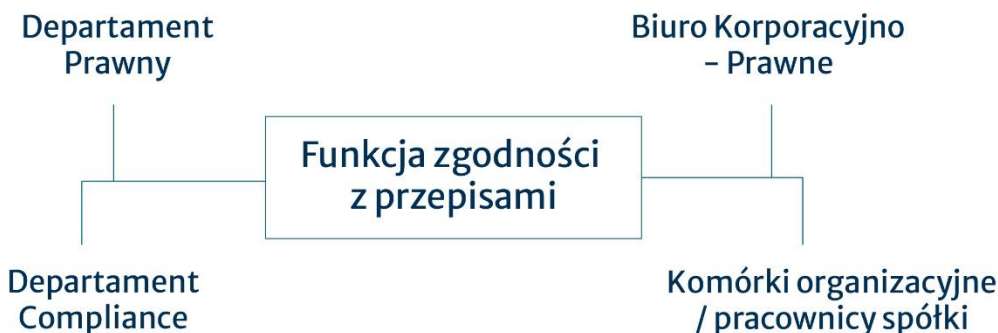 Departament
Prawny
Biuro Korporacyjno
– Prawne
Funkcja zgodności
z przepisami
Departament
Compliance
Komórki organizacyjne
/ pracownicy spółki